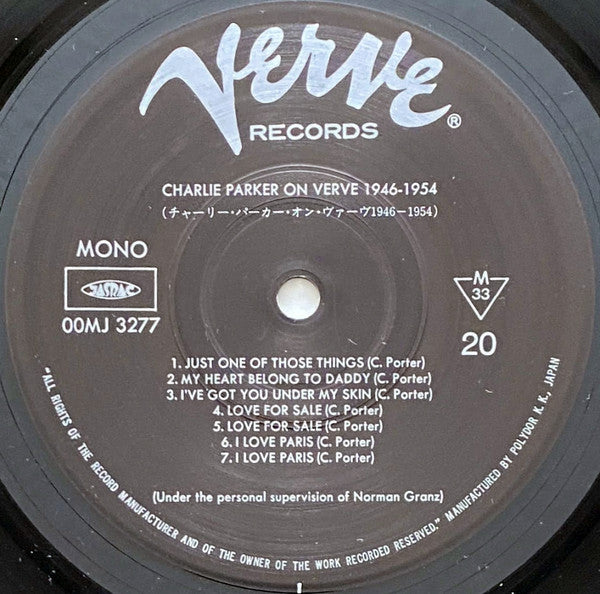 Verve®
RECORDS
CHARLIE PARKER ON VERVE 1946-1954
(チャーリー・パーカー・オン・ヴァーヴ1946−1954)
MONO
JASRAC
00MJ 3277
M
33
20
1. JUST ONE OF THOSE THINGS (C. Porter)
2. MY HEART BELONG TO DADDY (C. Porter)
3. I'VE GOT YOU UNDER MY SKIN (C. Porter)
4. LOVE FOR SALE (C. Porter)
5. LOVE FOR SALE (C. Porter)
6. I LOVE PARIS (C. Porter)
7. I LOVE PARIS (C. Porter)
(Under the personal supervision of Norman Granz)
"ALL RIGHTS OF THE RECORD MANUFACTURER AND OF THE OWNER OF THE WORK RECORDED RESERVED." MANUFACTURED BY POLYDOR K. K., JAPAN